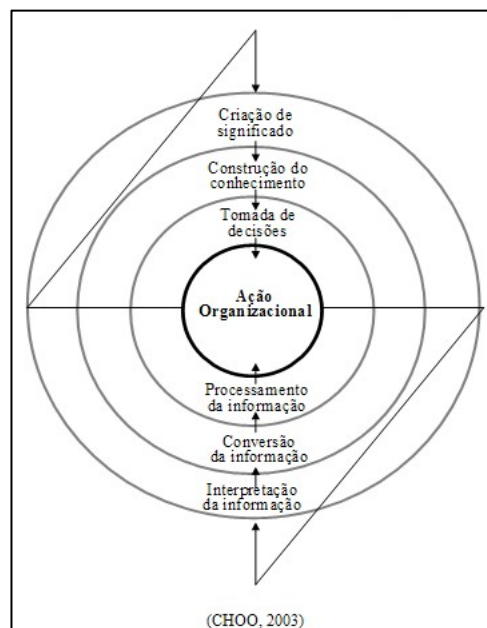 Criação de
significado
Construção do
conhecimento
Tomada de
decisões
Ação
Organizacional
Processamento
da informação
Conversão
da informação
Interpretação
da informação
(CHOO, 2003)